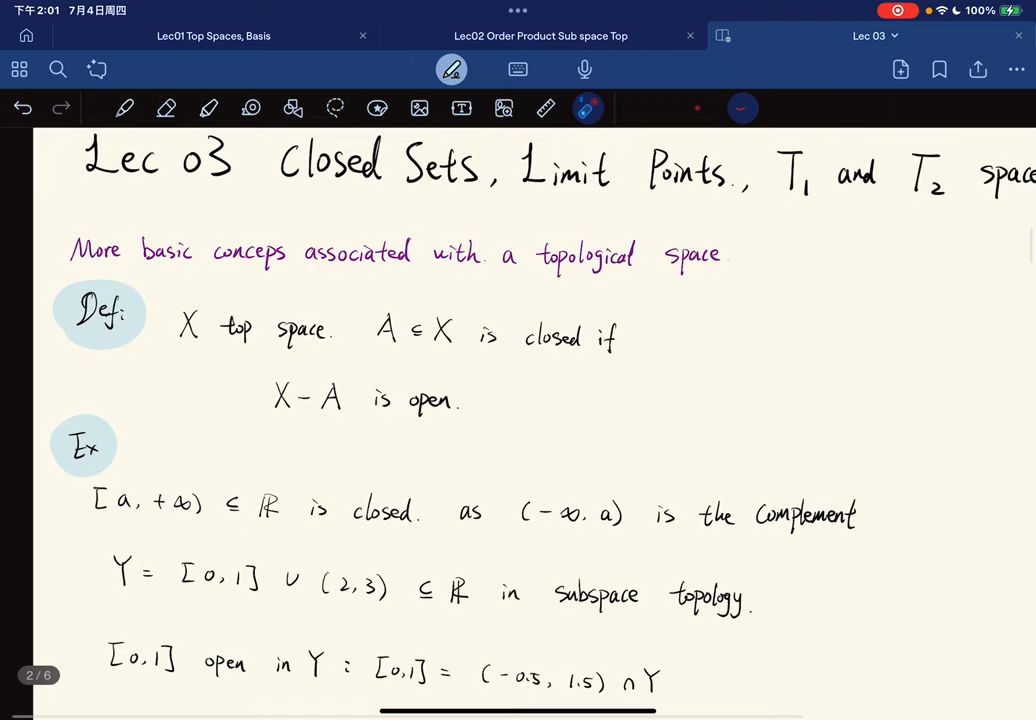 下午2:01 7月4日周四
100%
Lec01 Top Spaces, Basis
Lec02 Order Product Sub space Top
Lec 03
Lec 03 Closed Sets, Limit Points., T₁ and T₂ space
More basic conceps associated with. a topological space
Def:
X top space. A ⊆ X is closed if
X - A is open.
Ex
[a, +∞) ⊆ ℝ is closed. as (-∞, a) is the complement
Y = [0, 1] ∪ (2, 3) ⊆ ℝ in subspace topology.
[0,1] open in Y : [0,1] = (-0.5, 1.5) ∩ Y
2/6